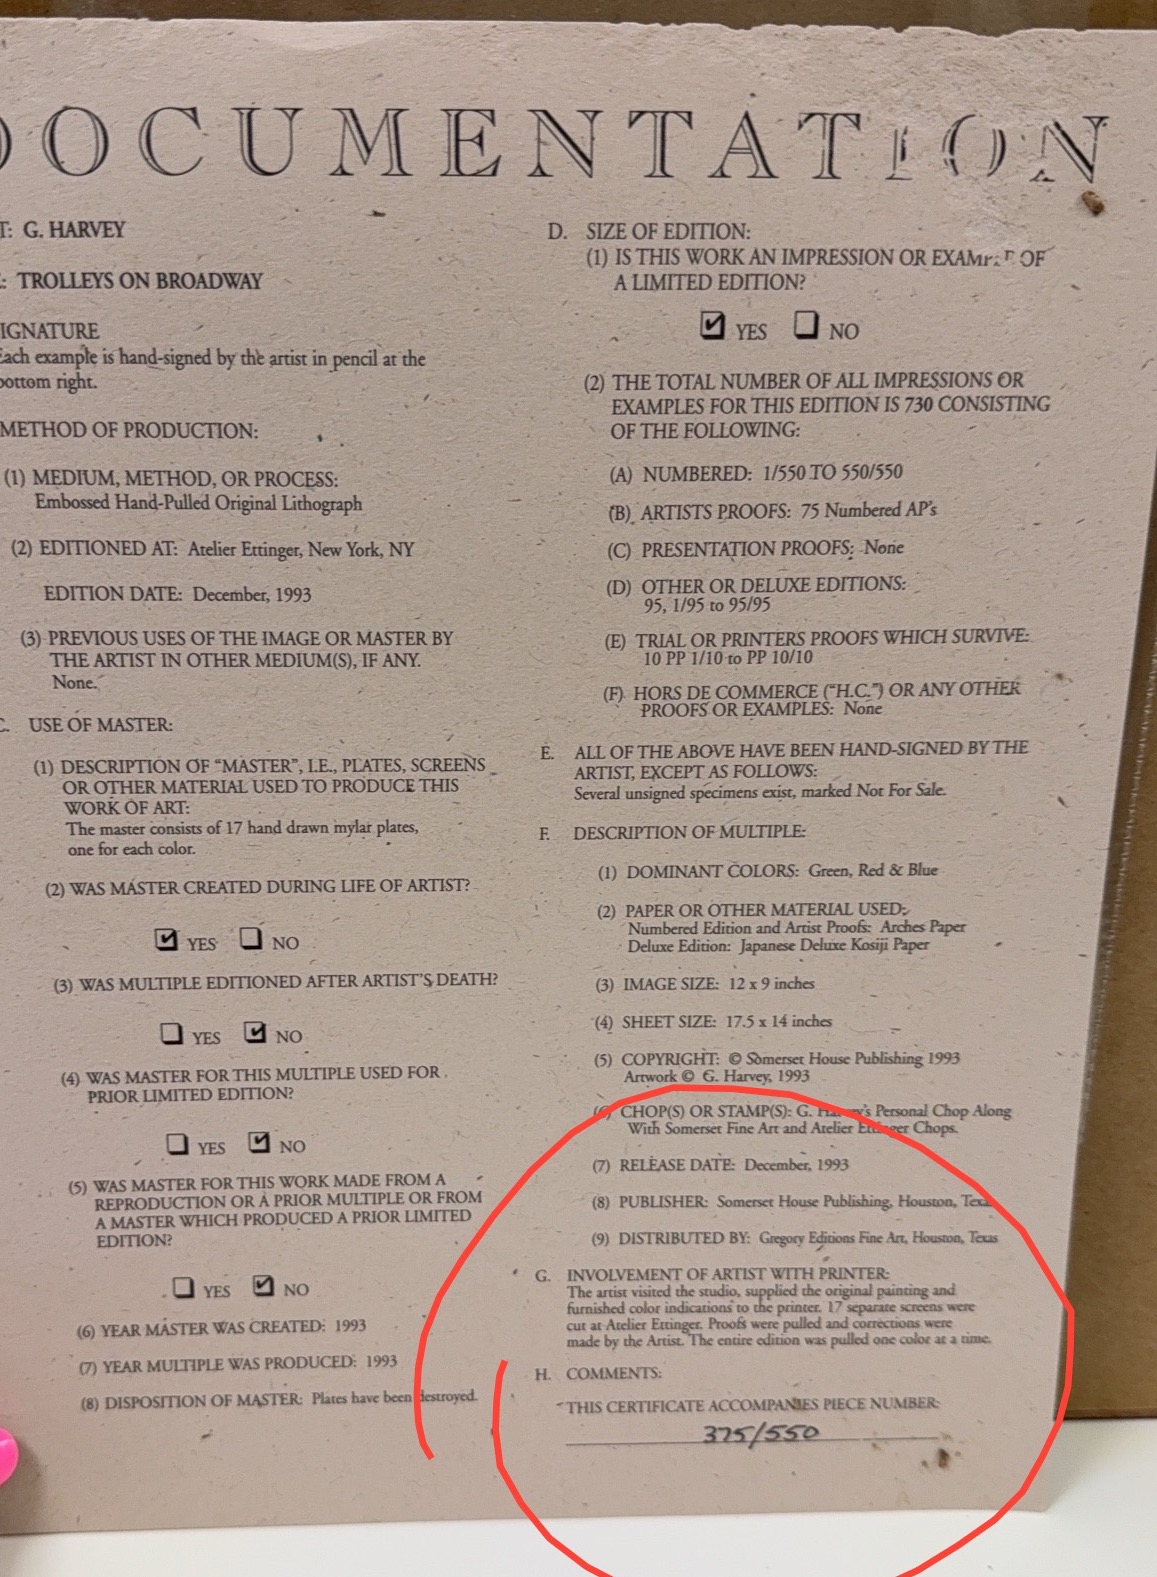 DOCUMENTATION
T: G. HARVEY
: TROLLEYS ON BROADWAY
IGNATURE
Each example is hand-signed by the artist in pencil at the
bottom right.
METHOD OF PRODUCTION:
(1) MEDIUM, METHOD, OR PROCESS:
Embossed Hand-Pulled Original Lithograph
(2) EDITIONED AT: Atelier Ettinger, New York, NY
EDITION DATE: December, 1993
(3) PREVIOUS USES OF THE IMAGE OR MASTER BY
THE ARTIST IN OTHER MEDIUM(S), IF ANY.
None.
C. USE OF MASTER:
(1) DESCRIPTION OF "MASTER", I.E., PLATES, SCREENS
OR OTHER MATERIAL USED TO PRODUCE THIS
WORK OF ART:
The master consists of 17 hand drawn mylar plates,
one for each color.
(2) WAS MASTER CREATED DURING LIFE OF ARTIST?
YES NO
(3) WAS MULTIPLE EDITIONED AFTER ARTIST'S DEATH?
YES NO
(4) WAS MASTER FOR THIS MULTIPLE USED FOR
PRIOR LIMITED EDITION?
YES NO
(5) WAS MASTER FOR THIS WORK MADE FROM A
REPRODUCTION OR A PRIOR MULTIPLE OR FROM
A MASTER WHICH PRODUCED A PRIOR LIMITED
EDITION?
YES NO
(6) YEAR MASTER WAS CREATED: 1993
(7) YEAR MULTIPLE WAS PRODUCED: 1993
(8) DISPOSITION OF MASTER: Plates have been destroyed.
D. SIZE OF EDITION:
(1) IS THIS WORK AN IMPRESSION OR EXAMPLE OF
A LIMITED EDITION?
YES NO
(2) THE TOTAL NUMBER OF ALL IMPRESSIONS OR
EXAMPLES FOR THIS EDITION IS 730 CONSISTING
OF THE FOLLOWING:
(A) NUMBERED: 1/550 TO 550/550
(B) ARTISTS PROOFS: 75 Numbered AP's
(C) PRESENTATION PROOFS: None
(D) OTHER OR DELUXE EDITIONS:
95, 1/95 to 95/95
(E) TRIAL OR PRINTERS PROOFS WHICH SURVIVE:
10 PP 1/10 to PP 10/10
(F) HORS DE COMMERCE ("H.C.") OR ANY OTHER
PROOFS OR EXAMPLES: None
E. ALL OF THE ABOVE HAVE BEEN HAND-SIGNED BY THE
ARTIST, EXCEPT AS FOLLOWS:
Several unsigned specimens exist, marked Not For Sale.
F. DESCRIPTION OF MULTIPLE:
(1) DOMINANT COLORS: Green, Red & Blue
(2) PAPER OR OTHER MATERIAL USED:
Numbered Edition and Artist Proofs: Arches Paper
Deluxe Edition: Japanese Deluxe Kosiji Paper
(3) IMAGE SIZE: 12 x 9 inches
(4) SHEET SIZE: 17.5 x 14 inches
(5) COPYRIGHT: © Somerset House Publishing 1993
Artwork © G. Harvey, 1993
(6) CHOP(S) OR STAMP(S): G. Harvey's Personal Chop Along
With Somerset Fine Art and Atelier Ettinger Chops.
(7) RELEASE DATE: December, 1993
(8) PUBLISHER: Somerset House Publishing, Houston, Texas
(9) DISTRIBUTED BY: Gregory Editions Fine Art, Houston, Texas
G. INVOLVEMENT OF ARTIST WITH PRINTER:
The artist visited the studio, supplied the original painting and
furnished color indications to the printer. 17 separate screens were
cut at Atelier Ettinger. Proofs were pulled and corrections were
made by the Artist. The entire edition was pulled one color at a time.
H. COMMENTS:
THIS CERTIFICATE ACCOMPANIES PIECE NUMBER:
375/550